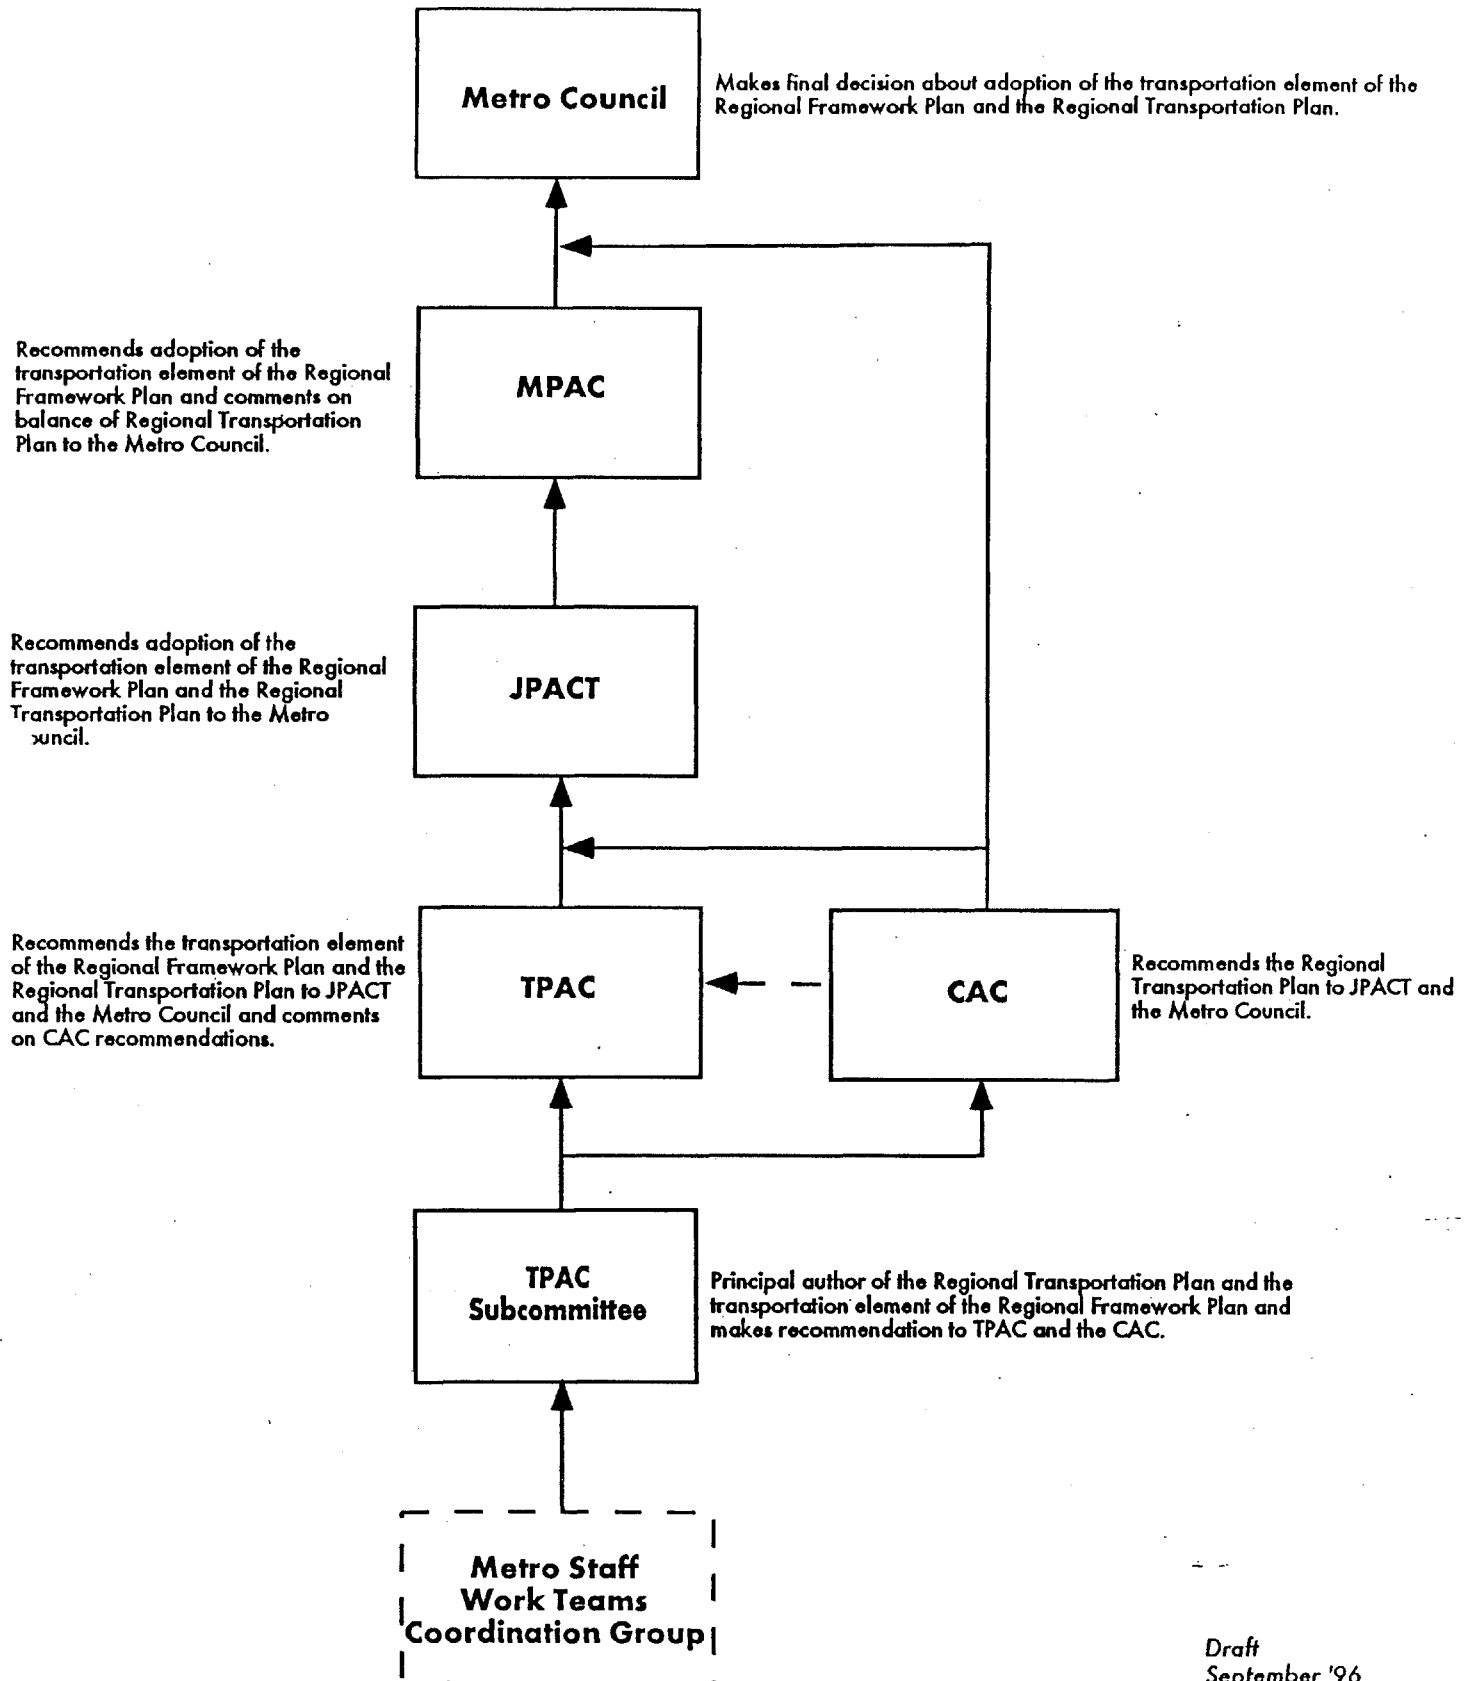 Metro Council
Makes final decision about adoption of the transportation element of the
Regional Framework Plan and the Regional Transportation Plan.
Recommends adoption of the
transportation element of the Regional
Framework Plan and comments on
balance of Regional Transportation
Plan to the Metro Council.
MPAC
Recommends adoption of the
transportation element of the Regional
Framework Plan and the Regional
Transportation Plan to the Metro
uncil.
JPACT
Recommends the transportation element
of the Regional Framework Plan and the
Regional Transportation Plan to JPACT
and the Metro Council and comments
on CAC recommendations.
TPAC
CAC
Recommends the Regional
Transportation Plan to JPACT and
the Metro Council.
TPAC
Subcommittee
Principal author of the Regional Transportation Plan and the
transportation element of the Regional Framework Plan and
makes recommendation to TPAC and the CAC.
Metro Staff
Work Teams
Coordination Group
Draft
September '96